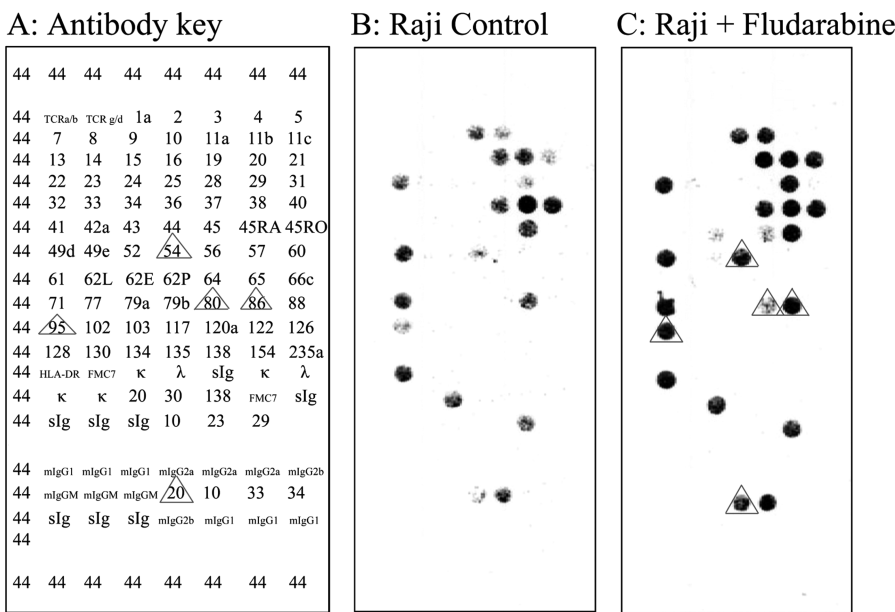 A: Antibody key B: Raji Control C: Raji + Fludarabine
44 44 44 44 44 44 44 44
44 TCRa/b TCR g/d 1a 2 3 4 5
44 7 8 9 10 11a 11b 11c
44 13 14 15 16 19 20 21
44 22 23 24 25 28 29 31
44 32 33 34 36 37 38 40
44 41 42a 43 44 45 45RA 45RO
44 49d 49e 52 54 56 57 60
44 61 62L 62E 62P 64 65 66c
44 71 77 79a 79b 80 86 88
44 95 102 103 117 120a 122 126
44 128 130 134 135 138 154 235a
44 HLA-DR FMC7 κ λ sIg κ λ
44 κ κ 20 30 138 FMC7 sIg
44 sIg sIg sIg 10 23 29
44 mIgG1 mIgG1 mIgG1 mIgG2a mIgG2a mIgG2a mIgG2b
44 mIgGM mIgGM mIgGM 20 10 33 34
44 sIg sIg sIg mIgG2b mIgG1 mIgG1 mIgG1
44
44 44 44 44 44 44 44 44